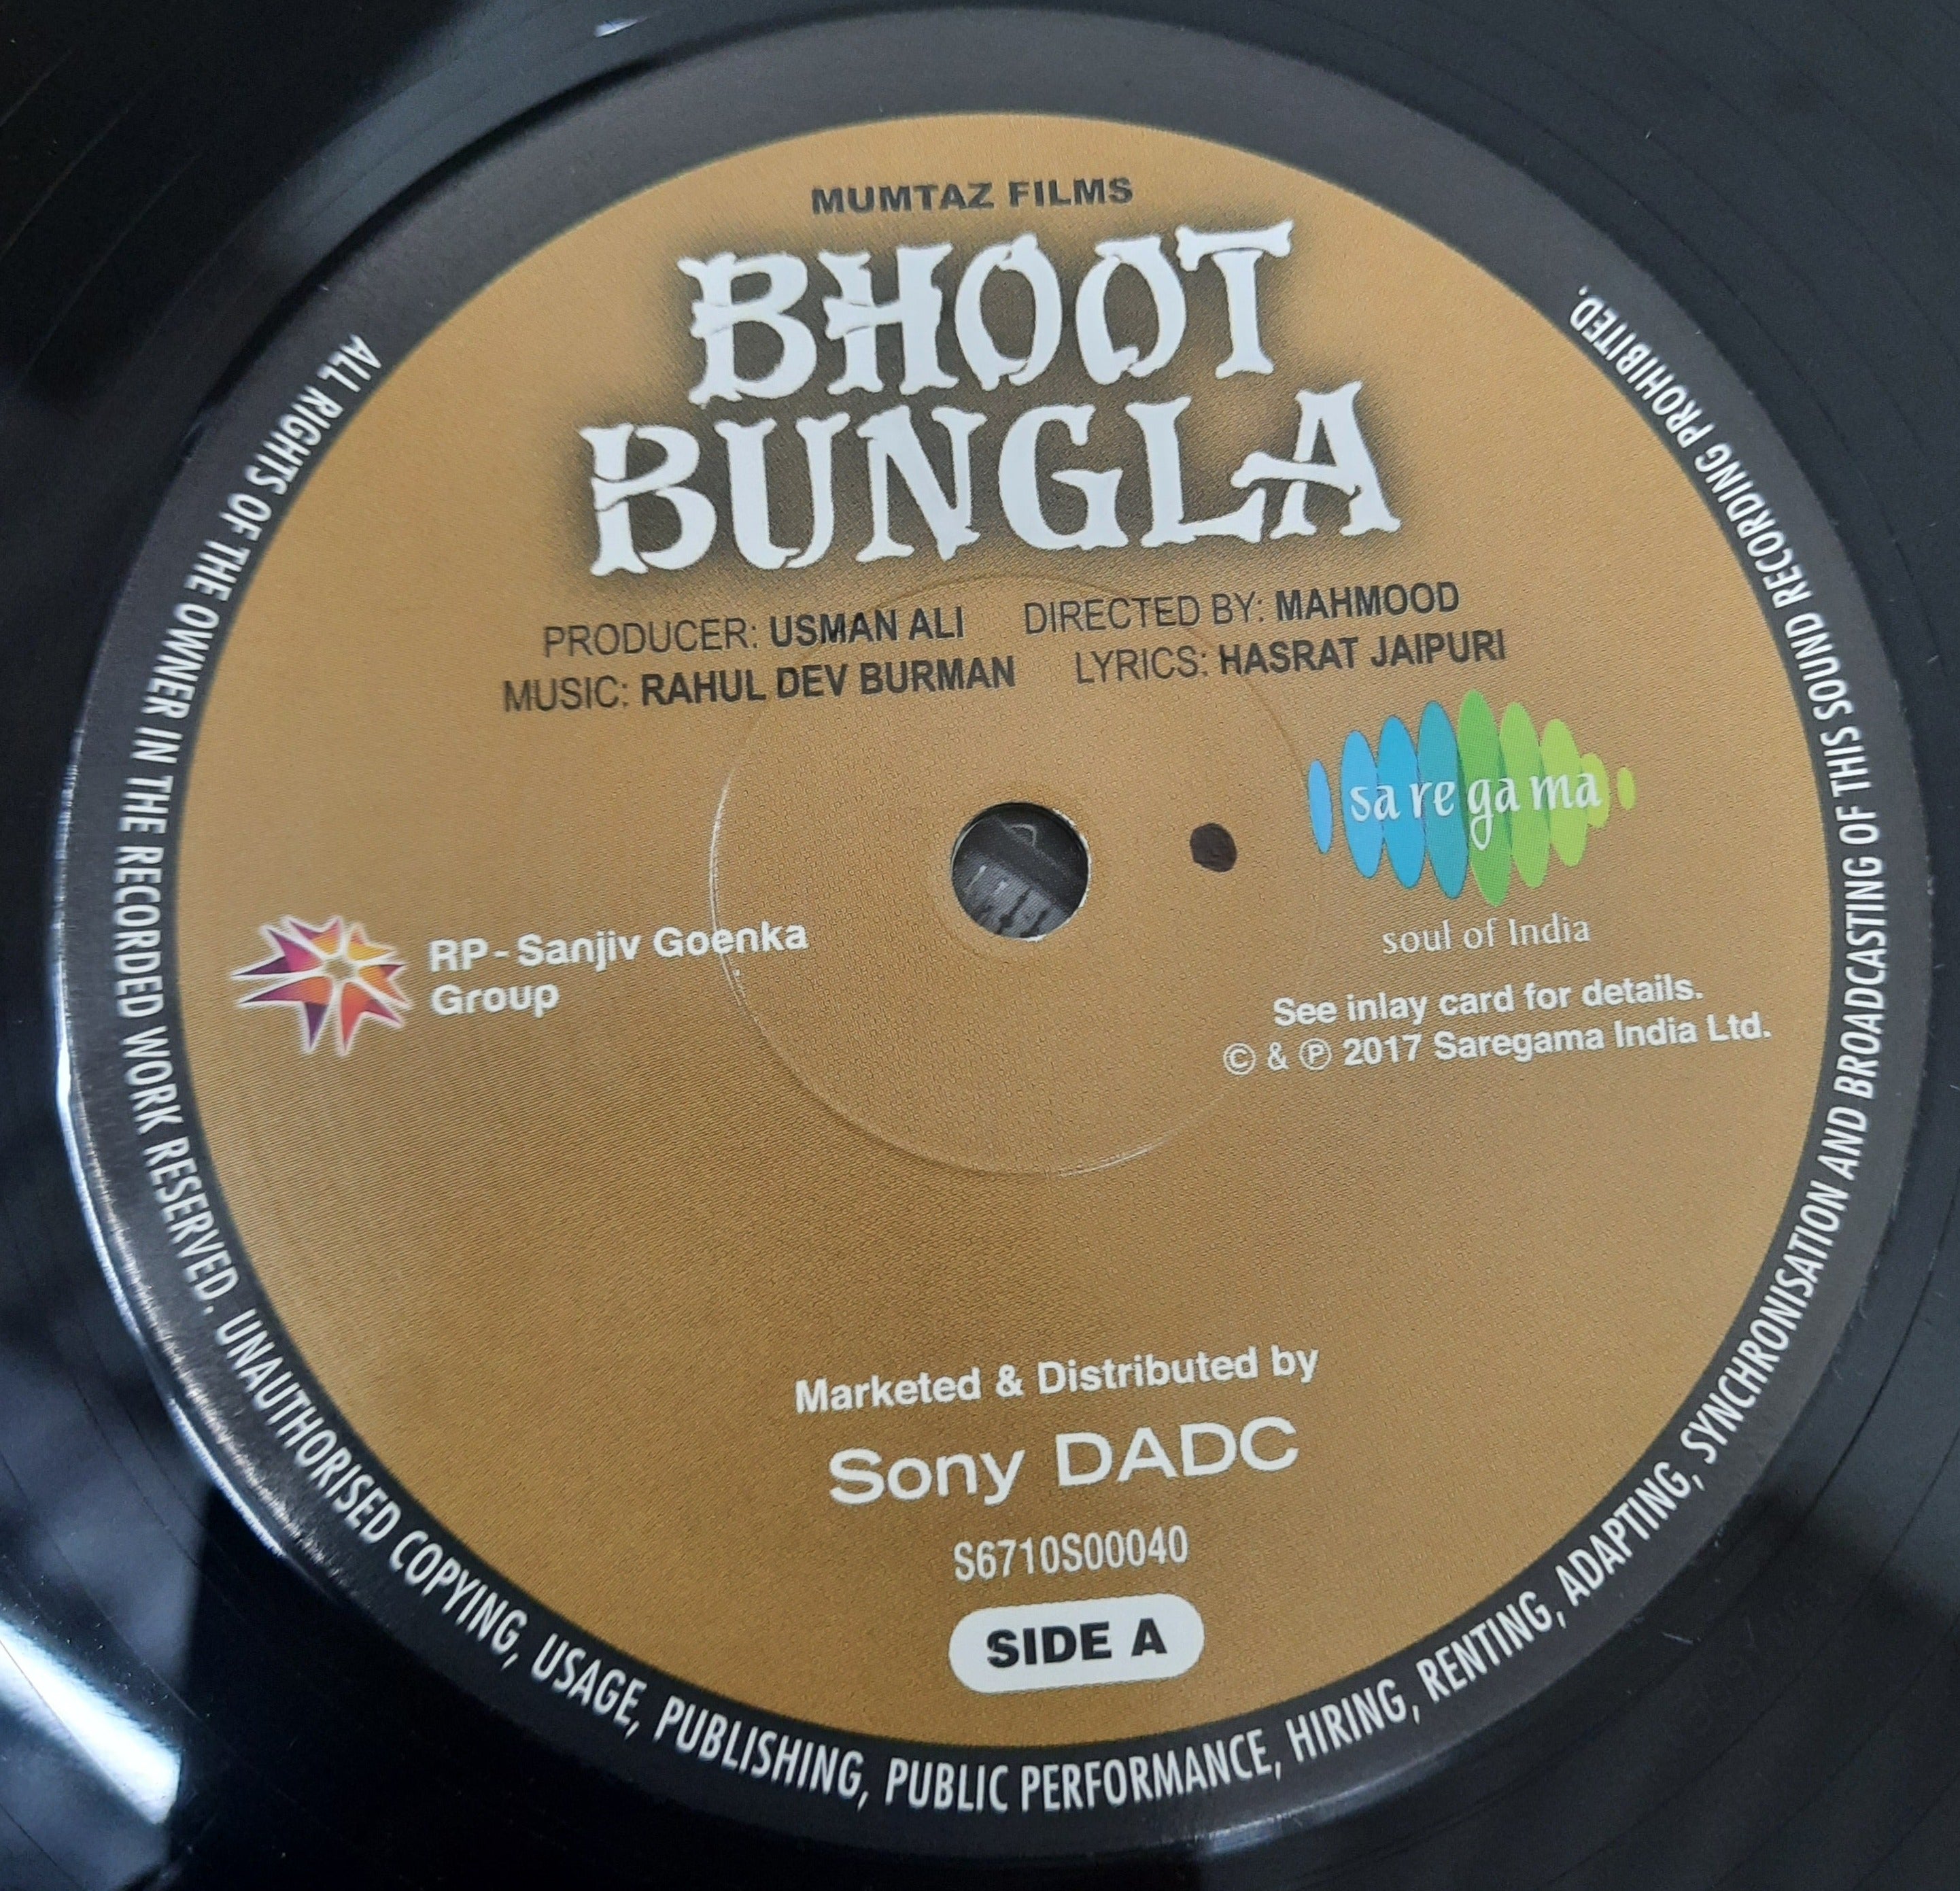 MUMTAZ FILMS
BHOOT
BUNGLA
PRODUCER: USMAN ALI DIRECTED BY: MAHMOOD
MUSIC: RAHUL DEV BURMAN LYRICS: HASRAT JAIPURI
sa re ga ma
soul of India
RP-Sanjiv Goenka
Group
See inlay card for details.
© & ℗ 2017 Saregama India Ltd.
Marketed & Distributed by
Sony DADC
S6710S00040
SIDE A
ALL RIGHTS OF THE OWNER IN THE RECORDED WORK RESERVED. UNAUTHORISED COPYING, USAGE, PUBLISHING, PUBLIC PERFORMANCE, HIRING, RENTING, ADAPTING, SYNCHRONISATION AND BROADCASTING OF THIS SOUND RECORDING PROHIBITED.